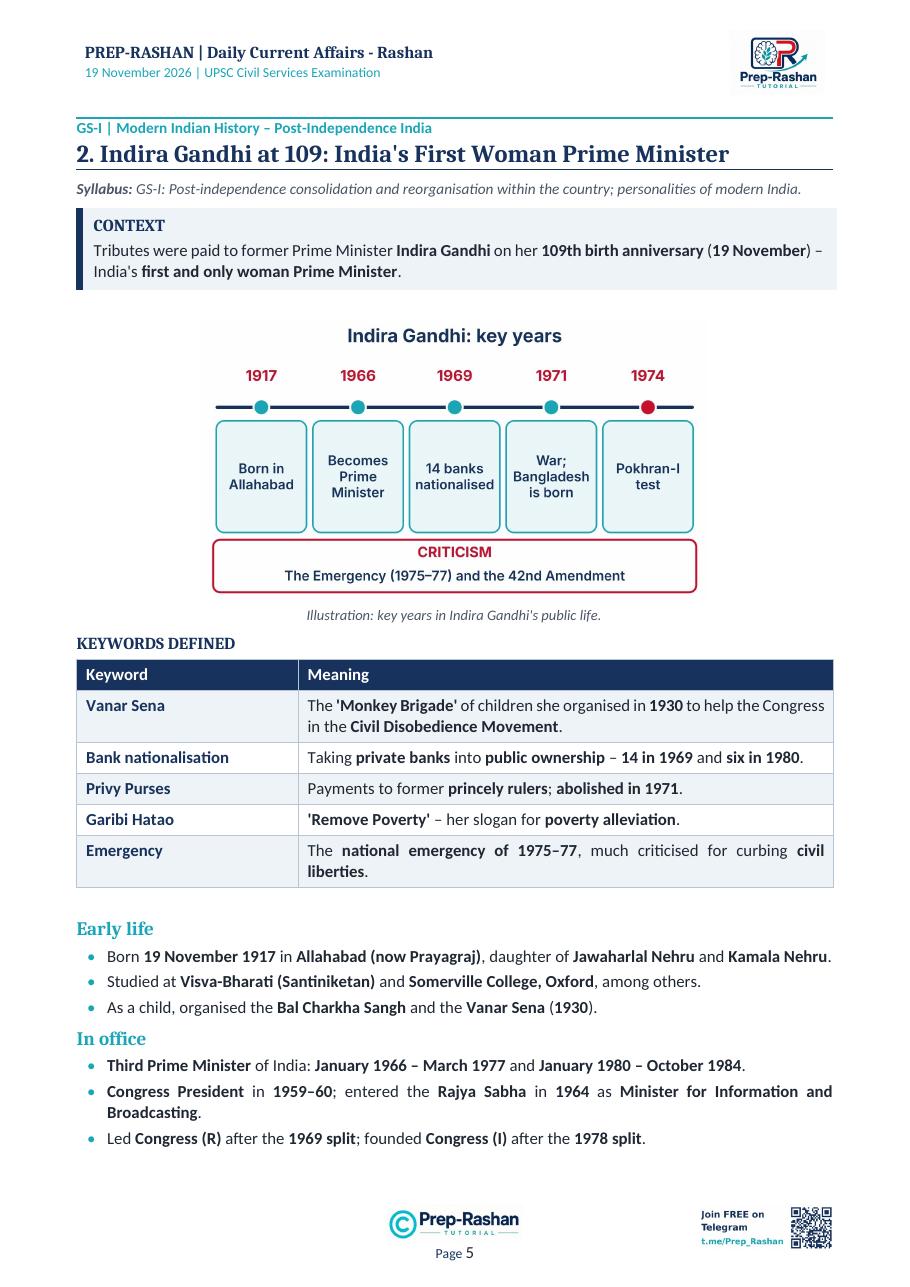 PREP-RASHAN | Daily Current Affairs - Rashan
19 November 2026 | UPSC Civil Services Examination
Prep-Rashan
TUTORIAL
GS-I | Modern Indian History – Post-Independence India
2. Indira Gandhi at 109: India's First Woman Prime Minister
Syllabus: GS-I: Post-independence consolidation and reorganisation within the country; personalities of modern India.
CONTEXT
Tributes were paid to former Prime Minister Indira Gandhi on her 109th birth anniversary (19 November) –
India's first and only woman Prime Minister.
Indira Gandhi: key years
1917 1966 1969 1971 1974
Born in
Allahabad
Becomes
Prime
Minister
14 banks
nationalised
War;
Bangladesh
is born
Pokhran-I
test
CRITICISM
The Emergency (1975–77) and the 42nd Amendment
Illustration: key years in Indira Gandhi's public life.
KEYWORDS DEFINED
Keyword Meaning
Vanar Sena The 'Monkey Brigade' of children she organised in 1930 to help the Congress
in the Civil Disobedience Movement.
Bank nationalisation Taking private banks into public ownership – 14 in 1969 and six in 1980.
Privy Purses Payments to former princely rulers; abolished in 1971.
Garibi Hatao 'Remove Poverty' – her slogan for poverty alleviation.
Emergency The national emergency of 1975–77, much criticised for curbing civil
liberties.
Early life
• Born 19 November 1917 in Allahabad (now Prayagraj), daughter of Jawaharlal Nehru and Kamala Nehru.
• Studied at Visva-Bharati (Santiniketan) and Somerville College, Oxford, among others.
• As a child, organised the Bal Charkha Sangh and the Vanar Sena (1930).
In office
• Third Prime Minister of India: January 1966 – March 1977 and January 1980 – October 1984.
• Congress President in 1959–60; entered the Rajya Sabha in 1964 as Minister for Information and
Broadcasting.
• Led Congress (R) after the 1969 split; founded Congress (I) after the 1978 split.
© Prep-Rashan
TUTORIAL
Page 5
Join FREE on
Telegram
t.me/Prep_Rashan